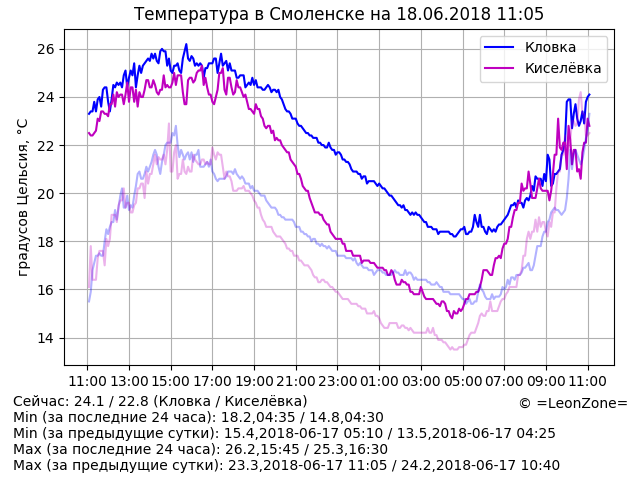 Температура в Смоленске на 18.06.2018 11:05
градусов Цельсия, °C
26
24
22
20
18
16
14
Кловка
Киселёвка
11:00 13:00 15:00 17:00 19:00 21:00 23:00 01:00 03:00 05:00 07:00 09:00 11:00
Сейчас: 24.1 / 22.8 (Кловка / Киселёвка)
© =LeonZone=
Min (за последние 24 часа): 18.2,04:35 / 14.8,04:30
Min (за предыдущие сутки): 15.4,2018-06-17 05:10 / 13.5,2018-06-17 04:25
Max (за последние 24 часа): 26.2,15:45 / 25.3,16:30
Max (за предыдущие сутки): 23.3,2018-06-17 11:05 / 24.2,2018-06-17 10:40